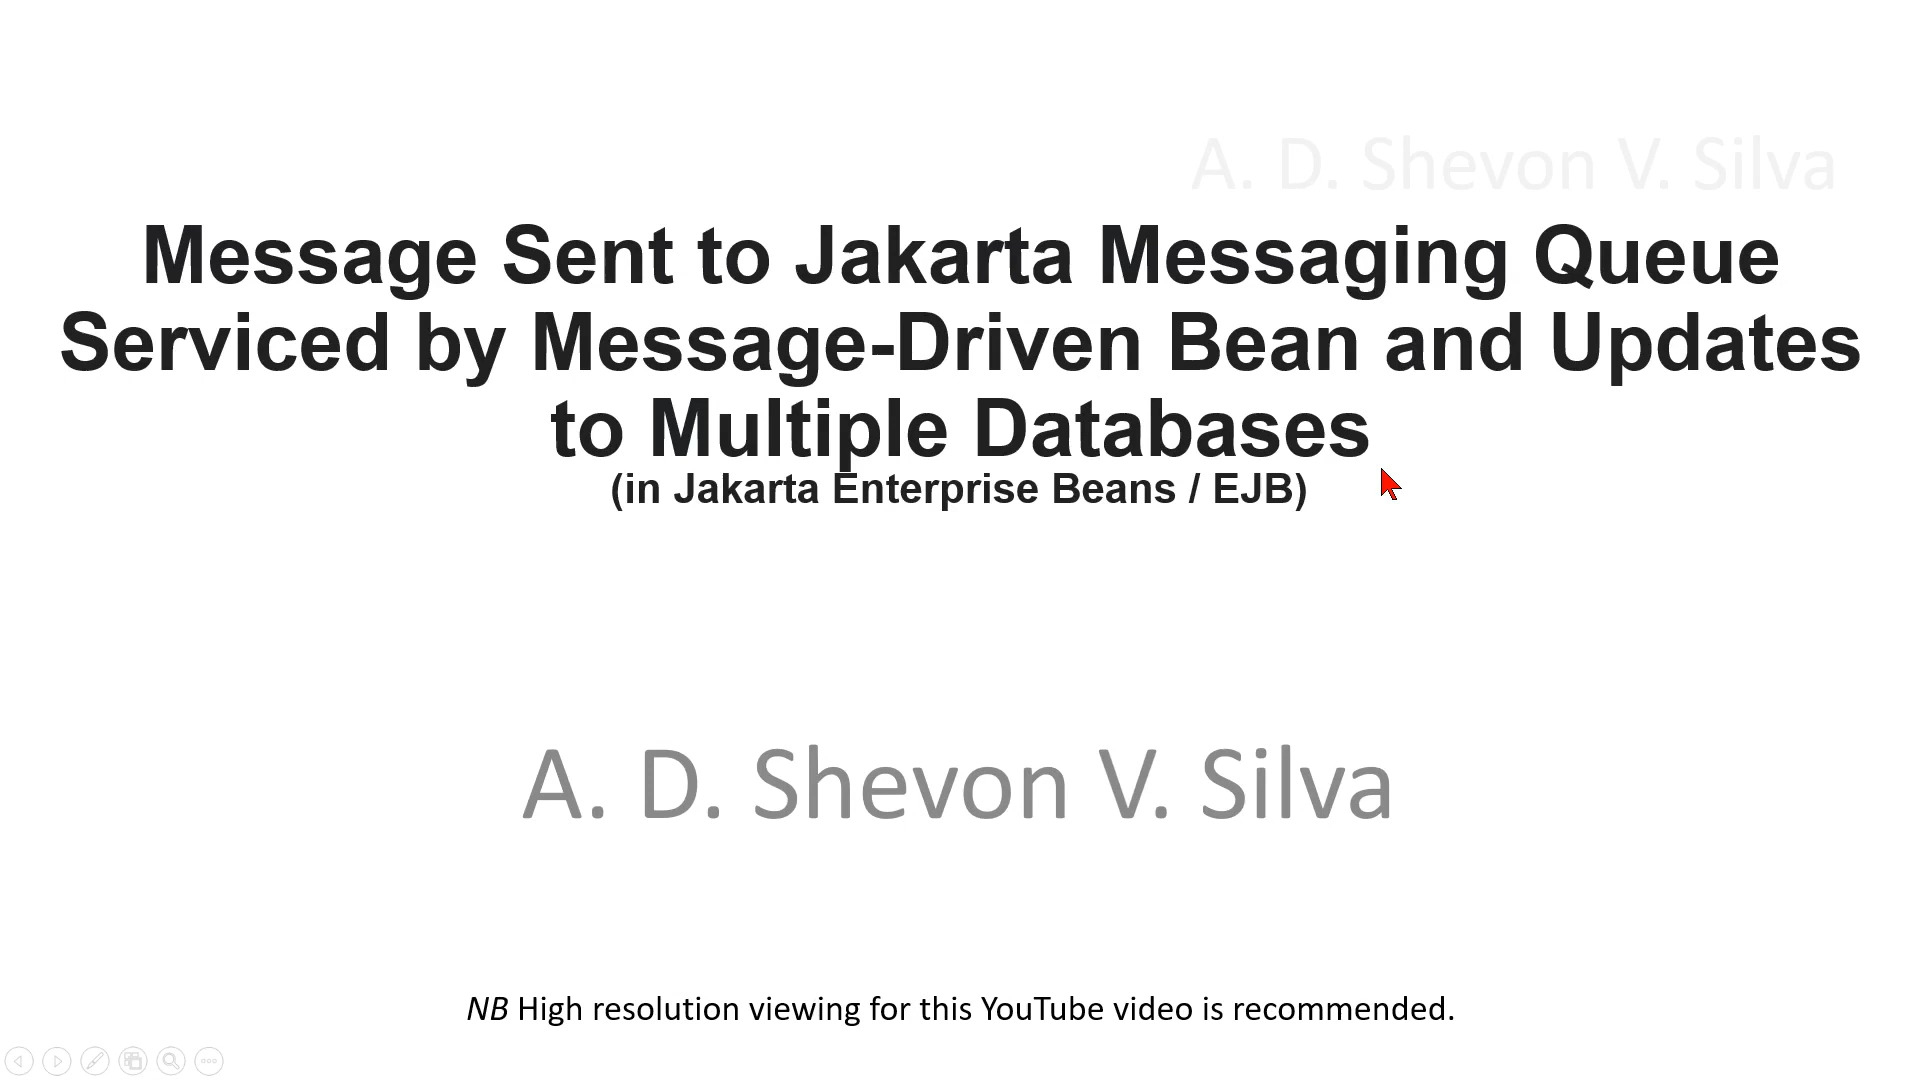 A. D. Shevon V. Silva
Message Sent to Jakarta Messaging Queue
Serviced by Message-Driven Bean and Updates
to Multiple Databases
(in Jakarta Enterprise Beans / EJB)
A. D. Shevon V. Silva
NB High resolution viewing for this YouTube video is recommended.